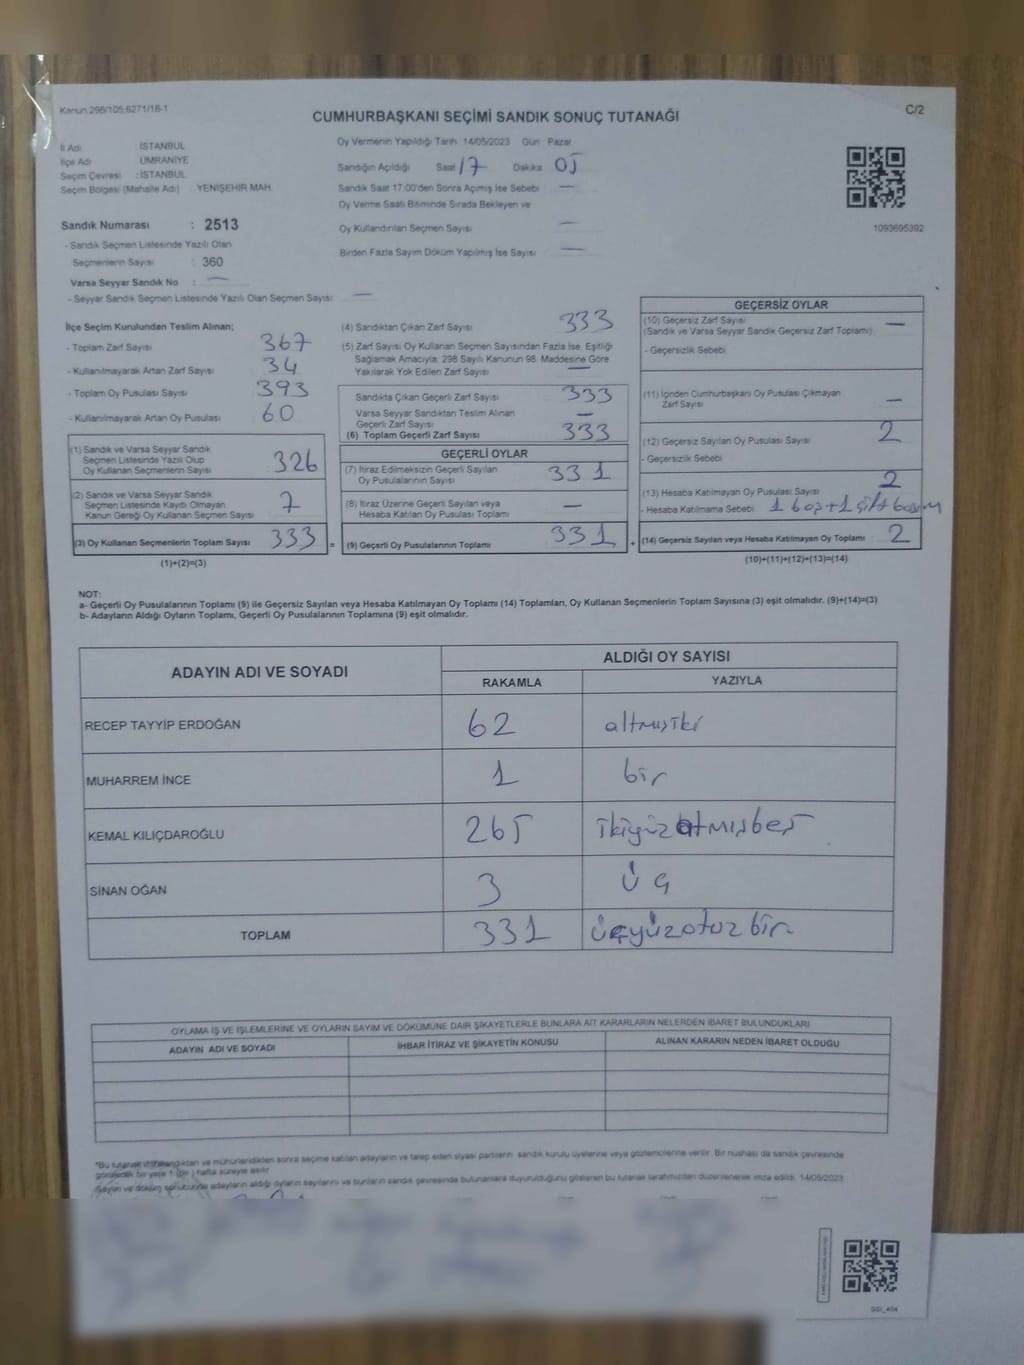 Kanun:298/105;6271/16-1
C/2
CUMHURBAŞKANI SEÇİMİ SANDIK SONUÇ TUTANAĞI
İl Adı : İSTANBUL
İlçe Adı : ÜMRANİYE
Seçim Çevresi : İSTANBUL
Seçim Bölgesi (Mahalle Adı) : YENİŞEHİR MAH
Sandık Numarası : 2513
- Sandık Seçmen Listesinde Yazılı Olan
Seçmenlerin Sayısı : 360
Varsa Seyyar Sandık No : —
- Seyyar Sandık Seçmen Listesinde Yazılı Olan Seçmen Sayısı —
Oy Vermenin Yapıldığı Tarih 14/05/2023 Gün Pazar
Sandığın Açıldığı Saat 17 Dakika 05
Sandık Saat 17:00'den Sonra Açımış İse Sebebi —
Oy Verme Saati Bitiminde Sırada Bekleyen ve
Oy Kullandırılan Seçmen Sayısı —
Birden Fazla Sayım Döküm Yapılmış İse Sayısı —
1093695392
İlçe Seçim Kurulundan Teslim Alınan;
- Toplam Zarf Sayısı 367
- Kullanılmayarak Artan Zarf Sayısı 34
- Toplam Oy Pusulası Sayısı 393
- Kullanılmayarak Artan Oy Pusulası 60
(1) Sandık ve Varsa Seyyar Sandık
Seçmen Listesinde Yazılı Olup
Oy Kullanan Seçmenlerin Sayısı 326
(2) Sandık ve Varsa Seyyar Sandık
Seçmen Listesinde Kayıtlı Olmayan
Kanun Gereği Oy Kullanan Seçmen Sayısı 7
(3) Oy Kullanan Seçmenlerin Toplam Sayısı 333 =
(1)+(2)=(3)
(4) Sandıktan Çıkan Zarf Sayısı 333
(5) Zarf Sayısı Oy Kullanan Seçmen Sayısından Fazla İse, Eşitliği
Sağlamak Amacıyla, 298 Sayılı Kanunun 98. Maddesine Göre
Yakılarak Yok Edilen Zarf Sayısı —
Sandıkta Çıkan Geçerli Zarf Sayısı 333
Varsa Seyyar Sandıktan Teslim Alınan
Geçerli Zarf Sayısı —
(6) Toplam Geçerli Zarf Sayısı 333
GEÇERLİ OYLAR
(7) İtiraz Edilmeksizin Geçerli Sayılan
Oy Pusulalarının Sayısı 331
(8) İtiraz Üzerine Geçerli Sayılan veya
Hesaba Katılan Oy Pusulası Toplamı —
(9) Geçerli Oy Pusulalarının Toplamı 331 +
GEÇERSİZ OYLAR
(10) Geçersiz Zarf Sayısı —
(Sandık ve Varsa Seyyar Sandık Geçersiz Zarf Toplamı)
- Geçersizlik Sebebi
(11) İçinden Cumhurbaşkanı Oy Pusulası Çıkmayan
Zarf Sayısı —
(12) Geçersiz Sayılan Oy Pusulası Sayısı 2
- Geçersizlik Sebebi
(13) Hesaba Katılmayan Oy Pusulası Sayısı 2
- Hesaba Katılmama Sebebi 1 boş+1 çift basım
(14) Geçersiz Sayılan veya Hesaba Katılmayan Oy Toplamı 2
(10)+(11)+(12)+(13)=(14)
NOT:
a- Geçerli Oy Pusulalarının Toplamı (9) ile Geçersiz Sayılan veya Hesaba Katılmayan Oy Toplamı (14) Toplamları, Oy Kullanan Seçmenlerin Toplam Sayısına (3) eşit olmalıdır. (9)+(14)=(3)
b- Adayların Aldığı Oyların Toplamı, Geçerli Oy Pusulalarının Toplamına (9) eşit olmalıdır.
ADAYIN ADI VE SOYADI ALDIĞI OY SAYISI
RAKAMLA YAZIYLA
RECEP TAYYİP ERDOĞAN 62 altmışiki
MUHARREM İNCE 1 bir
KEMAL KILIÇDAROĞLU 265 ikiyüzatmışbeş
SİNAN OĞAN 3 üç
TOPLAM 331 üçyüzotuzbir
OYLAMA İŞ VE İŞLEMLERİNE VE OYLARIN SAYIM VE DÖKÜMÜNE DAİR ŞİKAYETLERLE BUNLARA AİT KARARLARIN NELERDEN İBARET BULUNDUKLARI
ADAYIN ADI VE SOYADI İHBAR İTİRAZ VE ŞİKAYETİN KONUSU ALINAN KARARIN NEDEN İBARET OLDUĞU
*Bu tutanak ve mühürlendikten sonra seçime katılan adayların ve talep eden siyasi partilerin sandık kurulu üyelerine veya gözlemcilerine verilir. Bir nüshası da sandık çevresinde
görülecek bir yere 1 (bir) hafta süreyle asılır.
Sayım ve döküm sonucunda adayların aldığı oyların sayılarını ve bunların sandık çevresinde bulunanlara duyurulduğunu gösteren bu tutanak tarafımızdan düzenlenerek imza edildi. 14/05/2023